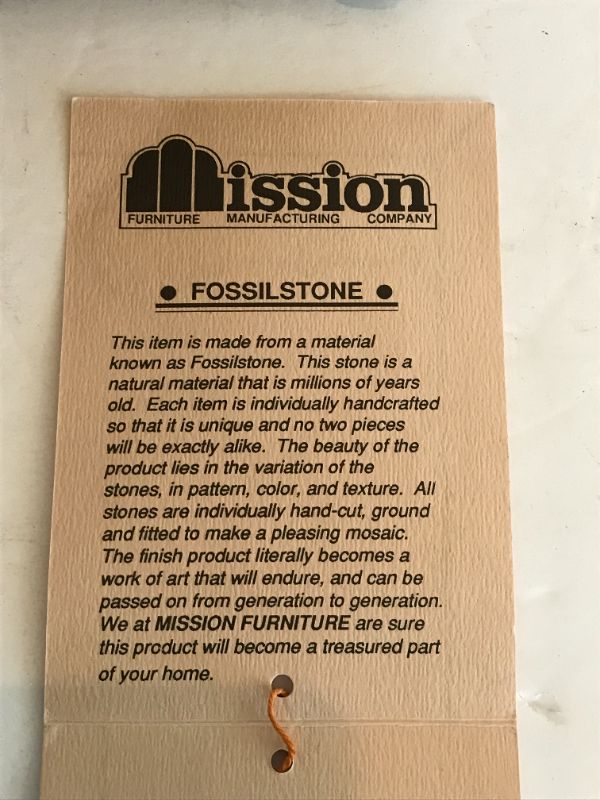 Mission
FURNITURE MANUFACTURING COMPANY
• FOSSILSTONE •
This item is made from a material
known as Fossilstone. This stone is a
natural material that is millions of years
old. Each item is individually handcrafted
so that it is unique and no two pieces
will be exactly alike. The beauty of the
product lies in the variation of the
stones, in pattern, color, and texture. All
stones are individually hand-cut, ground
and fitted to make a pleasing mosaic.
The finish product literally becomes a
work of art that will endure, and can be
passed on from generation to generation.
We at MISSION FURNITURE are sure
this product will become a treasured part
of your home.